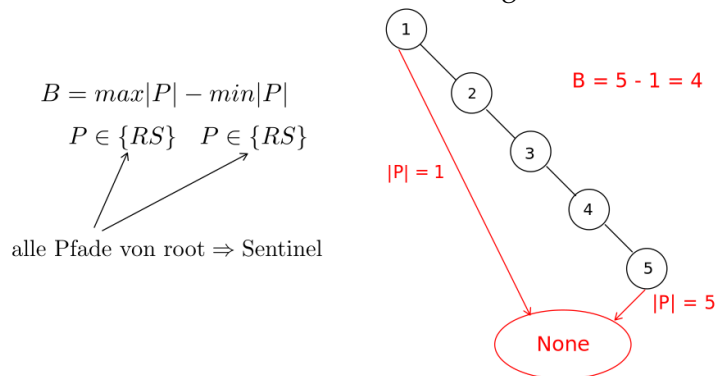 B = max|P| − min|P|
P ∈ {RS} P ∈ {RS}
alle Pfade von root ⇒ Sentinel
1
2
3
4
5
B = 5 - 1 = 4
|P| = 1
|P| = 5
None